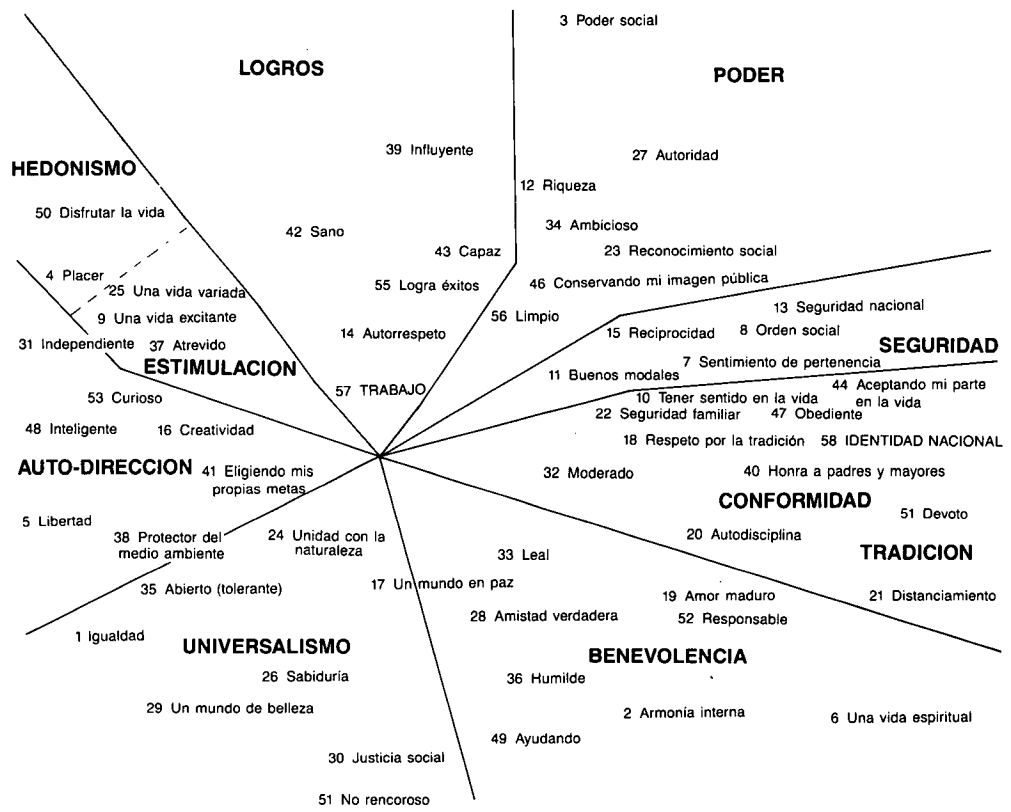 3 Poder social
LOGROS
PODER
39 Influyente
27 Autoridad
HEDONISMO
12 Riqueza
50 Disfrutar la vida
34 Ambicioso
42 Sano
43 Capaz
23 Reconocimiento social
4 Placer
55 Logra éxitos
46 Conservando mi imagen pública
25 Una vida variada
13 Seguridad nacional
9 Una vida excitante
56 Limpio
14 Autorrespeto
15 Reciprocidad
8 Orden social
31 Independiente
37 Atrevido
SEGURIDAD
ESTIMULACION
7 Sentimiento de pertenencia
11 Buenos modales
57 TRABAJO
44 Aceptando mi parte
en la vida
53 Curioso
10 Tener sentido en la vida
22 Seguridad familiar
47 Obediente
48 Inteligente
16 Creatividad
18 Respeto por la tradición
58 IDENTIDAD NACIONAL
AUTO-DIRECCION
41 Eligiendo mis
propias metas
32 Moderado
40 Honra a padres y mayores
CONFORMIDAD
5 Libertad
51 Devoto
38 Protector del
medio ambiente
24 Unidad con la
naturaleza
20 Autodisciplina
33 Leal
TRADICION
35 Abierto (tolerante)
17 Un mundo en paz
19 Amor maduro
21 Distanciamiento
28 Amistad verdadera
52 Responsable
1 Igualdad
UNIVERSALISMO
BENEVOLENCIA
26 Sabiduría
36 Humilde
29 Un mundo de belleza
2 Armonía interna
6 Una vida espiritual
49 Ayudando
30 Justicia social
51 No rencoroso